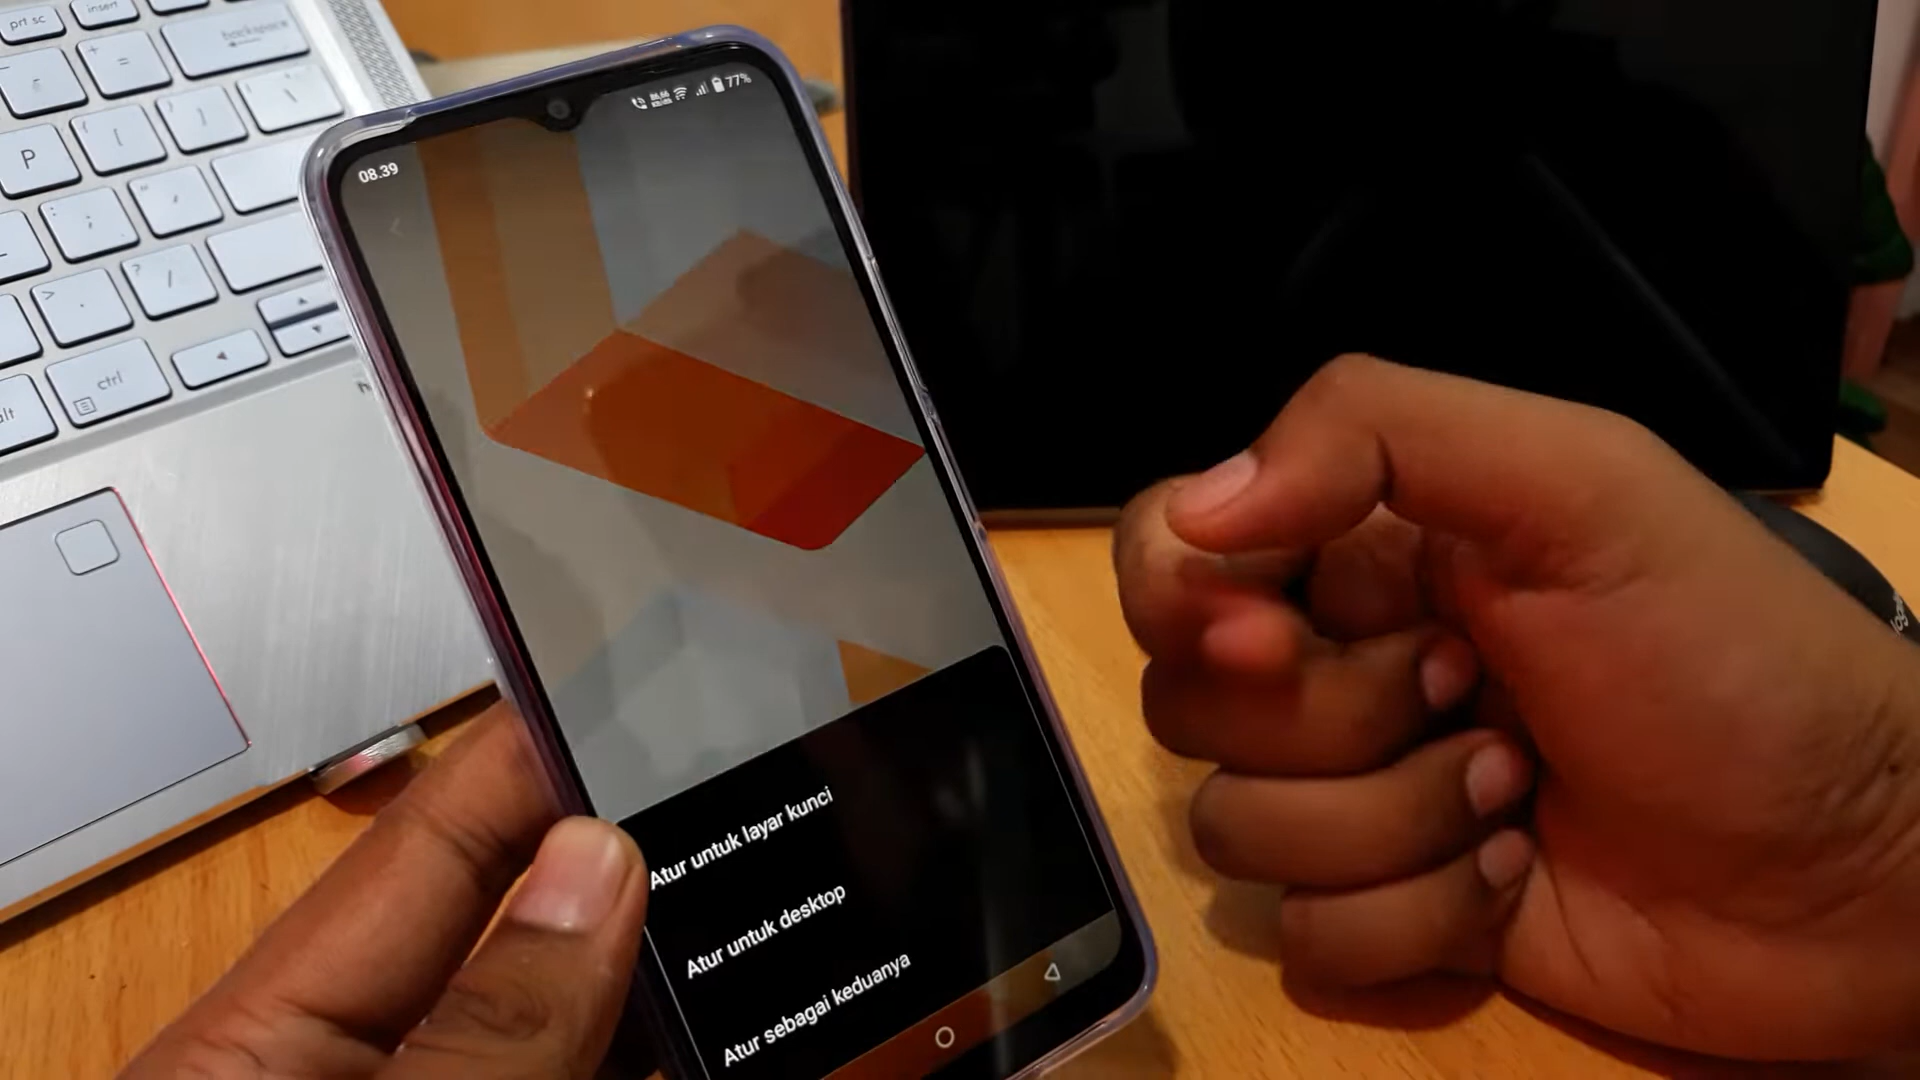 prt sc
insert
backspace
+
=
{
[
}
]
|
\
P
:
;
"
'
>
.
?
/
ctrl
alt
77%
08.39
Atur untuk layar kunci
Atur untuk desktop
Atur sebagai keduanya